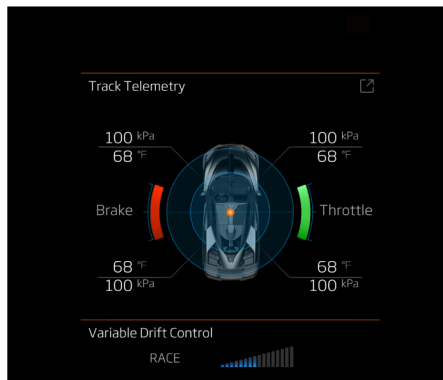 Track Telemetry
100 kPa 100 kPa
68 °F 68 °F
Brake Throttle
68 °F 68 °F
100 kPa 100 kPa
Variable Drift Control
RACE